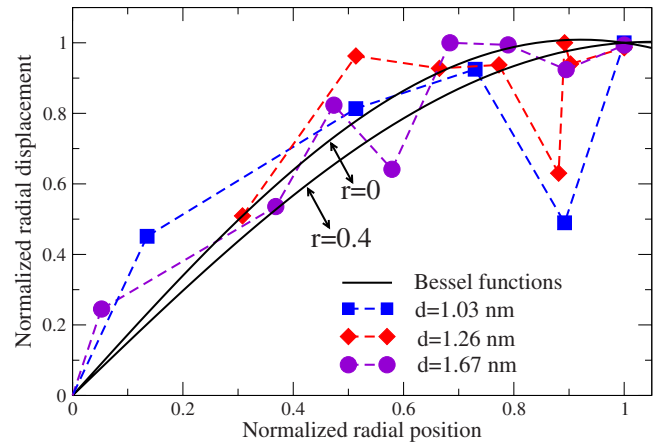 Normalized radial displacement
1
0.8
0.6
0.4
0.2
0
r=0
r=0.4
Bessel functions
d=1.03 nm
d=1.26 nm
d=1.67 nm
0 0.2 0.4 0.6 0.8 1
Normalized radial position